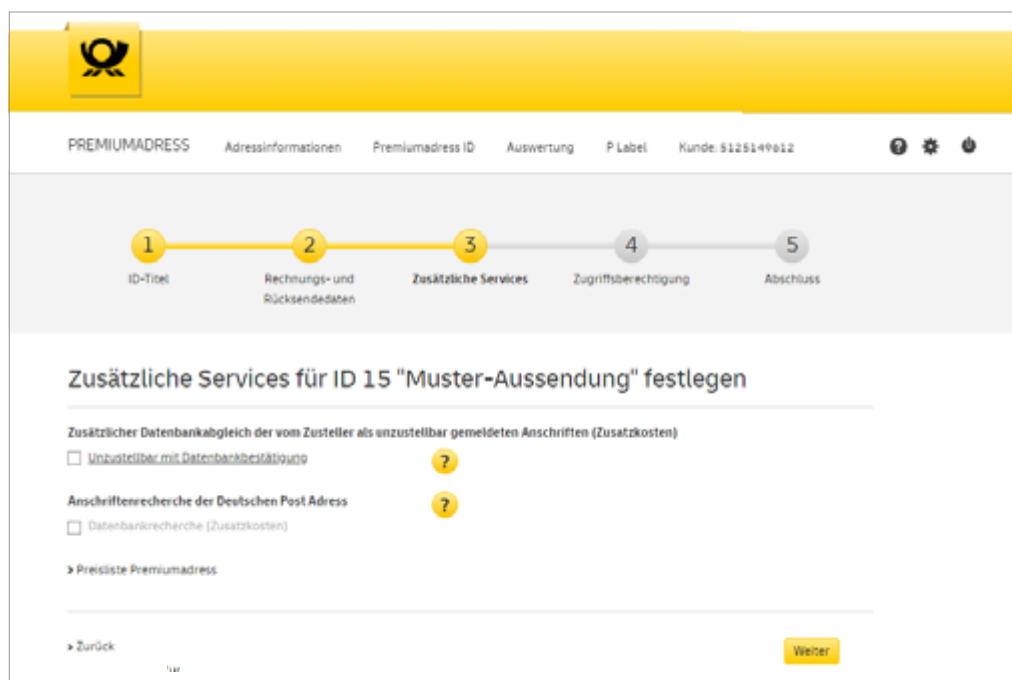 PREMIUMADRESS Adressinformationen Premiumadress ID Auswertung P Label Kunde: 5125149612
1 2 3 4 5
ID-Titel Rechnungs- und Zusätzliche Services Zugriffsberechtigung Abschluss
Rücksendedaten
Zusätzliche Services für ID 15 "Muster-Aussendung" festlegen
Zusätzlicher Datenbankabgleich der vom Zusteller als unzustellbar gemeldeten Anschriften (Zusatzkosten)
Unzustellbar mit Datenbankbestätigung ?
Anschriftenrecherche der Deutschen Post Adress ?
Datenbankrecherche (Zusatzkosten)
> Preisliste Premiumadress
> Zurück Weiter